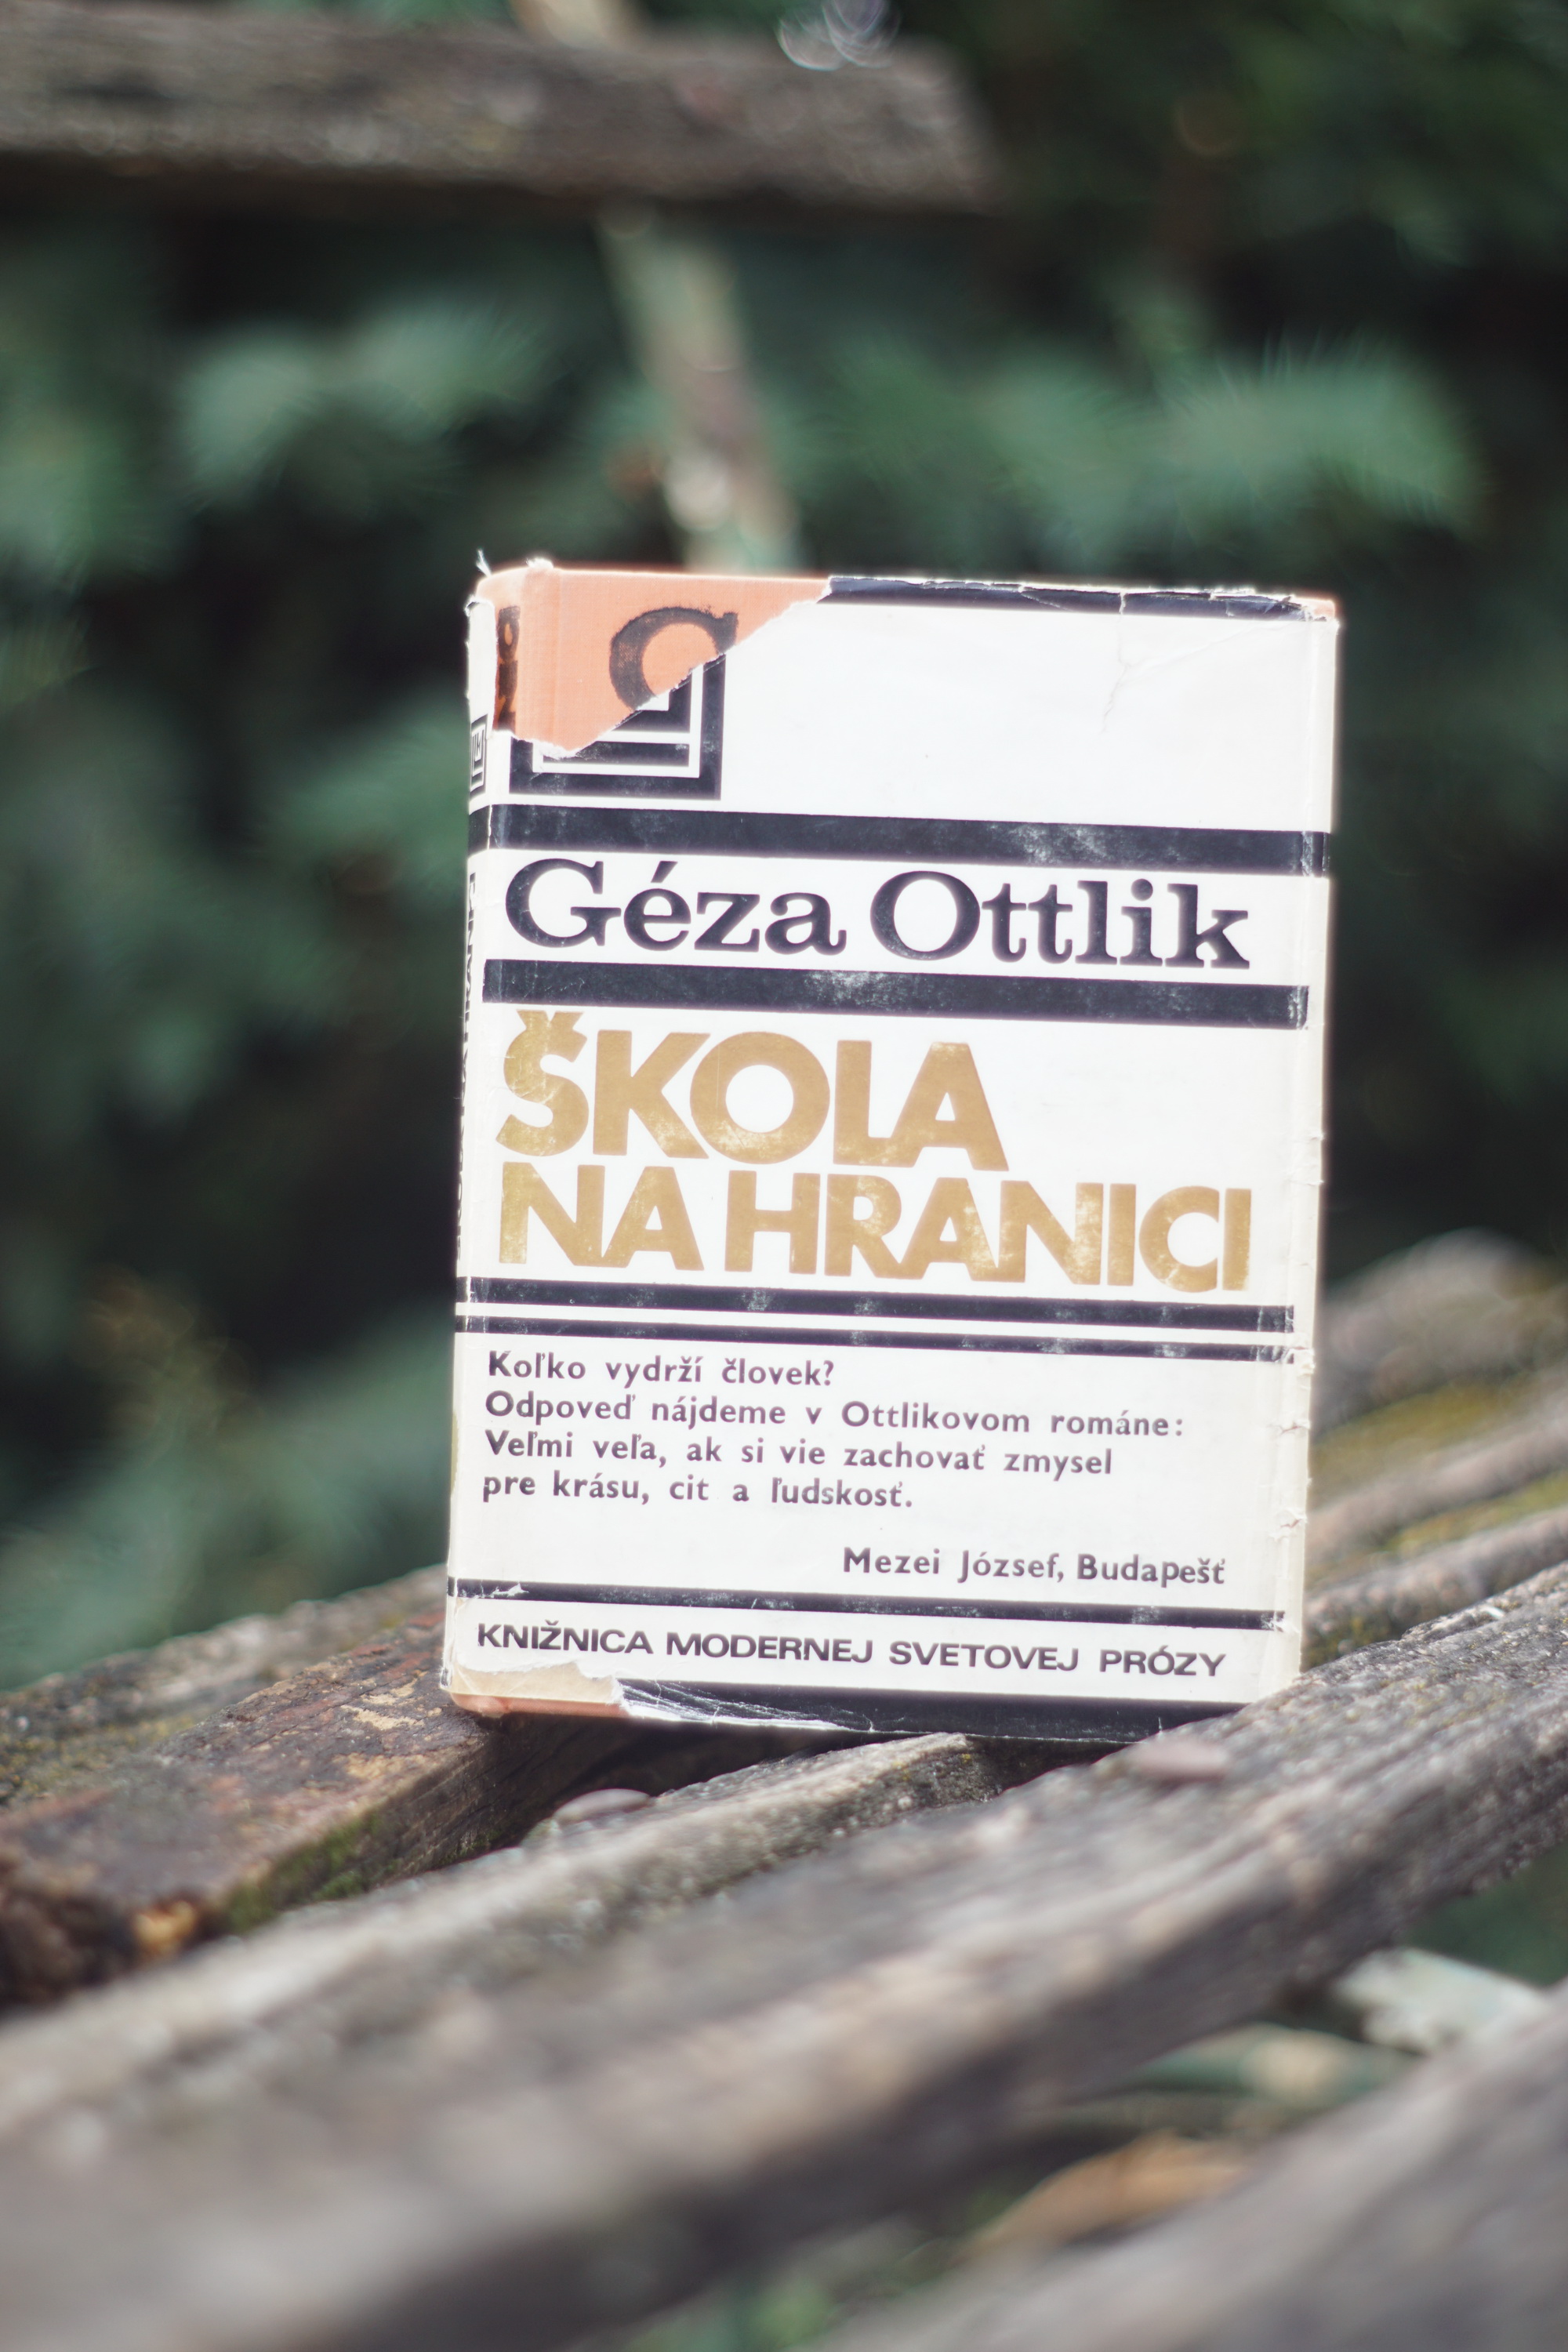 Géza Ottlik
ŠKOLA
NA HRANICI
Koľko vydrží človek?
Odpoveď nájdeme v Ottlikovom románe:
Veľmi veľa, ak si vie zachovať zmysel
pre krásu, cit a ľudskosť.
Mezei József, Budapešť
KNIŽNICA MODERNEJ SVETOVEJ PRÓZY